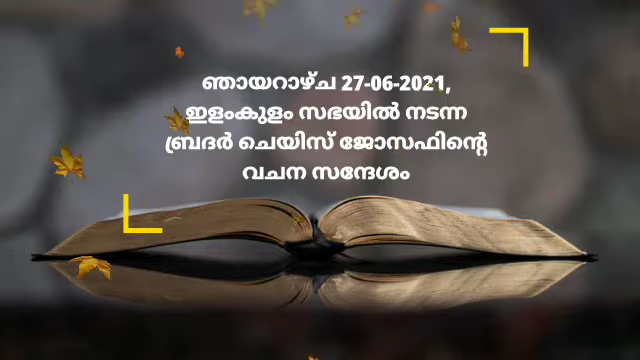 ഞായറാഴ്ച 27-06-2021,
ഇളംകുളം സഭയിൽ നടന്ന
ബ്രദർ ചെയിസ് ജോസഫിന്റെ
വചന സന്ദേശം